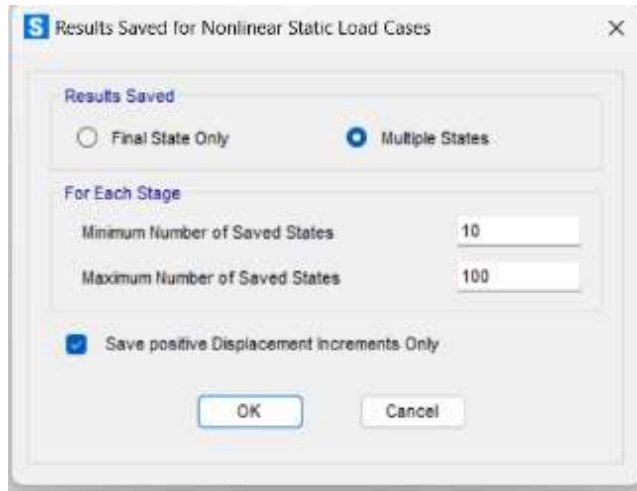 S Results Saved for Nonlinear Static Load Cases
Results Saved
Final State Only Multiple States
For Each Stage
Minimum Number of Saved States 10
Maximum Number of Saved States 100
Save positive Displacement Increments Only
OK Cancel